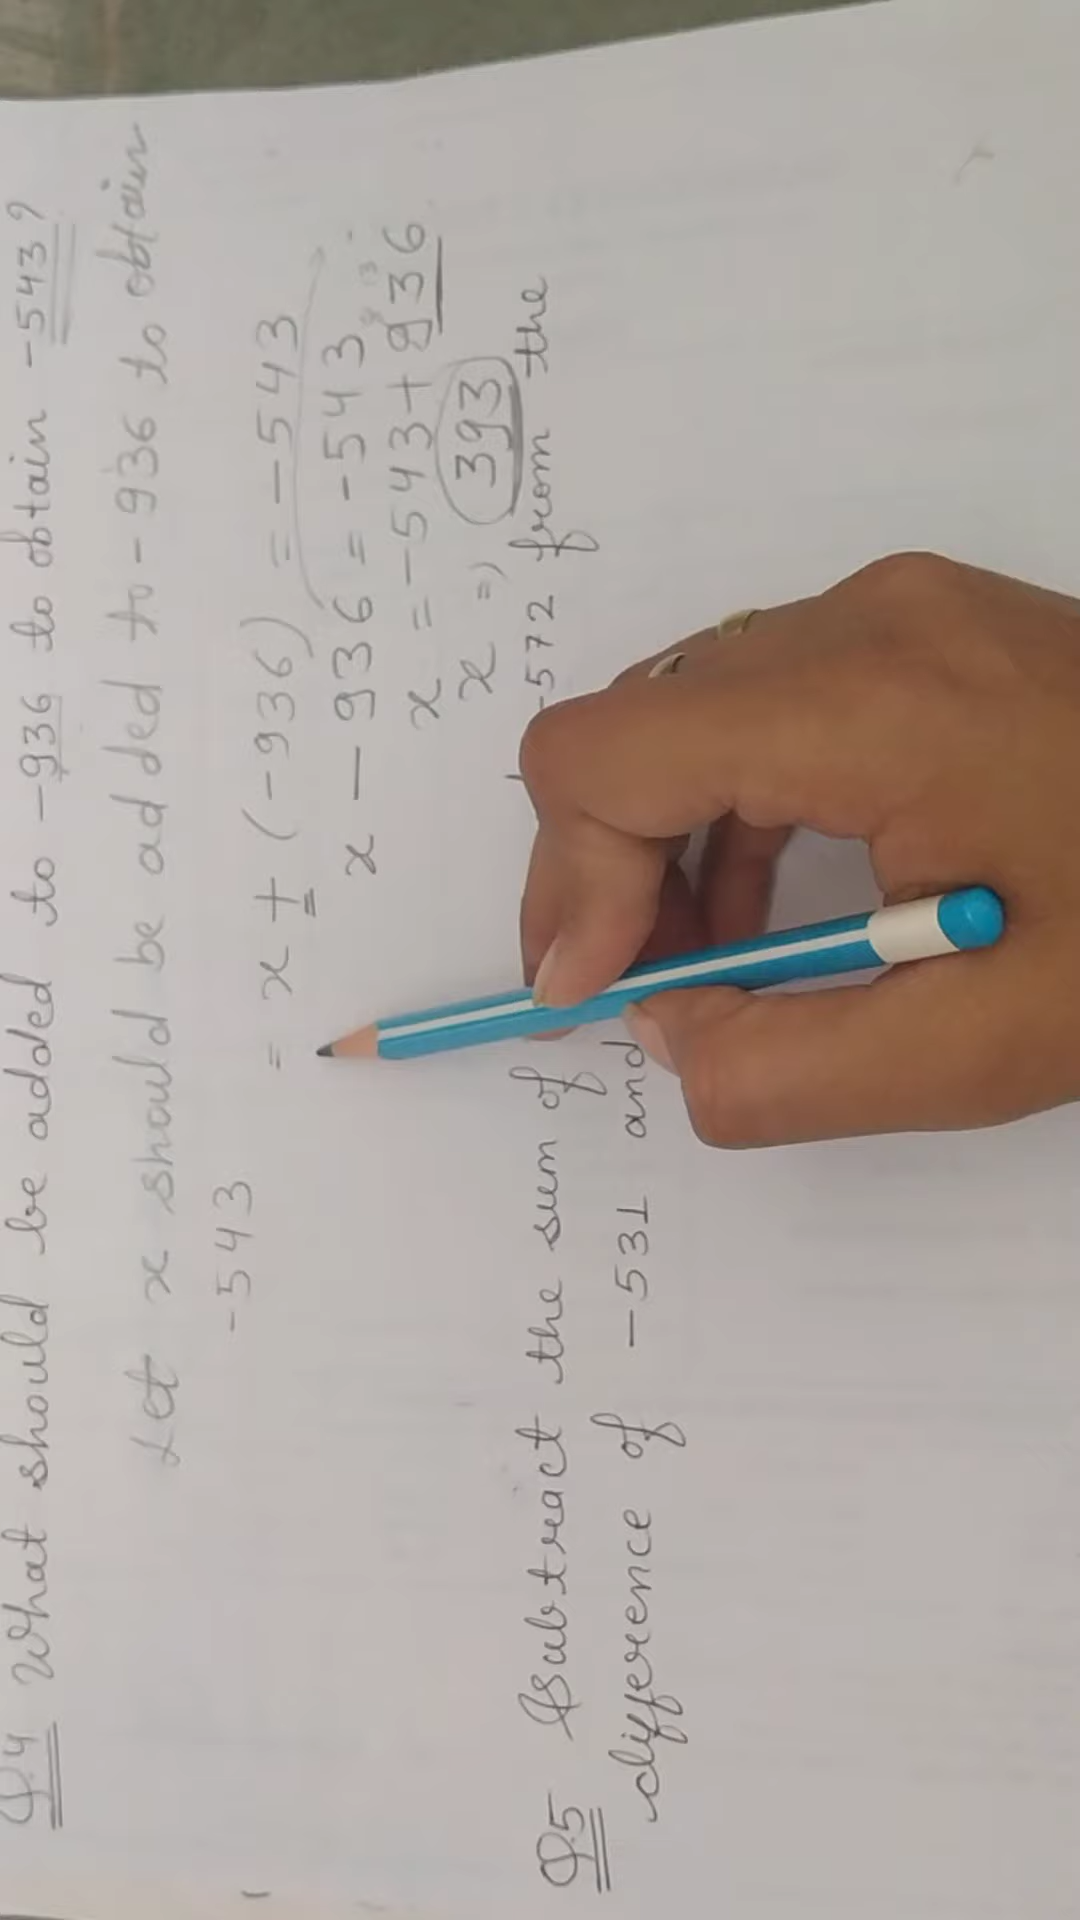 Q.4 What should be added to -936 to obtain -543?
Let x should be added to -936 to obtain
-543
= x + (-936) = -543
x - 936 = -543
x = -543 + 936
x => 393
Q.5 Subtract the sum of -572 from the
difference of -531 and